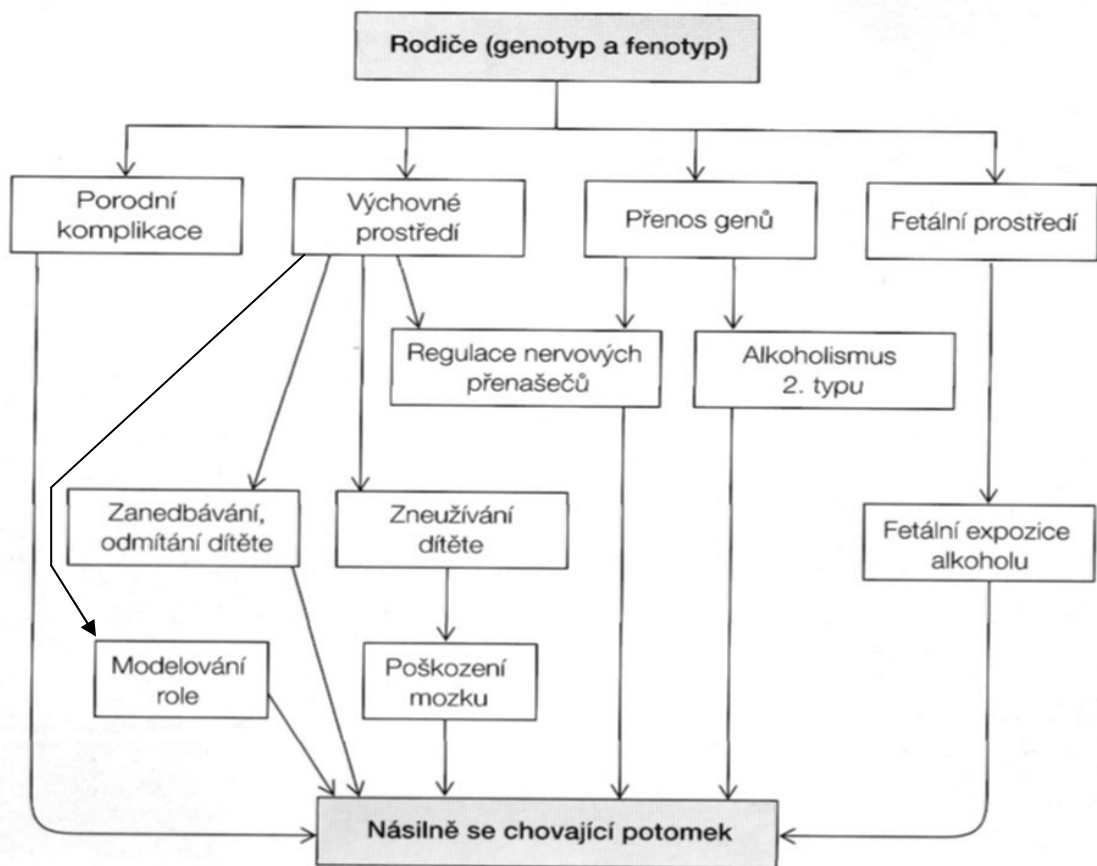 Rodiče (genotyp a fenotyp)
Porodní
komplikace
Výchovné
prostředí
Přenos genů
Fetální prostředí
Regulace nervových
přenašečů
Alkoholismus
2. typu
Zanedbávání,
odmítání dítěte
Zneužívání
dítěte
Fetální expozice
alkoholu
Modelování
role
Poškození
mozku
Násilně se chovající potomek